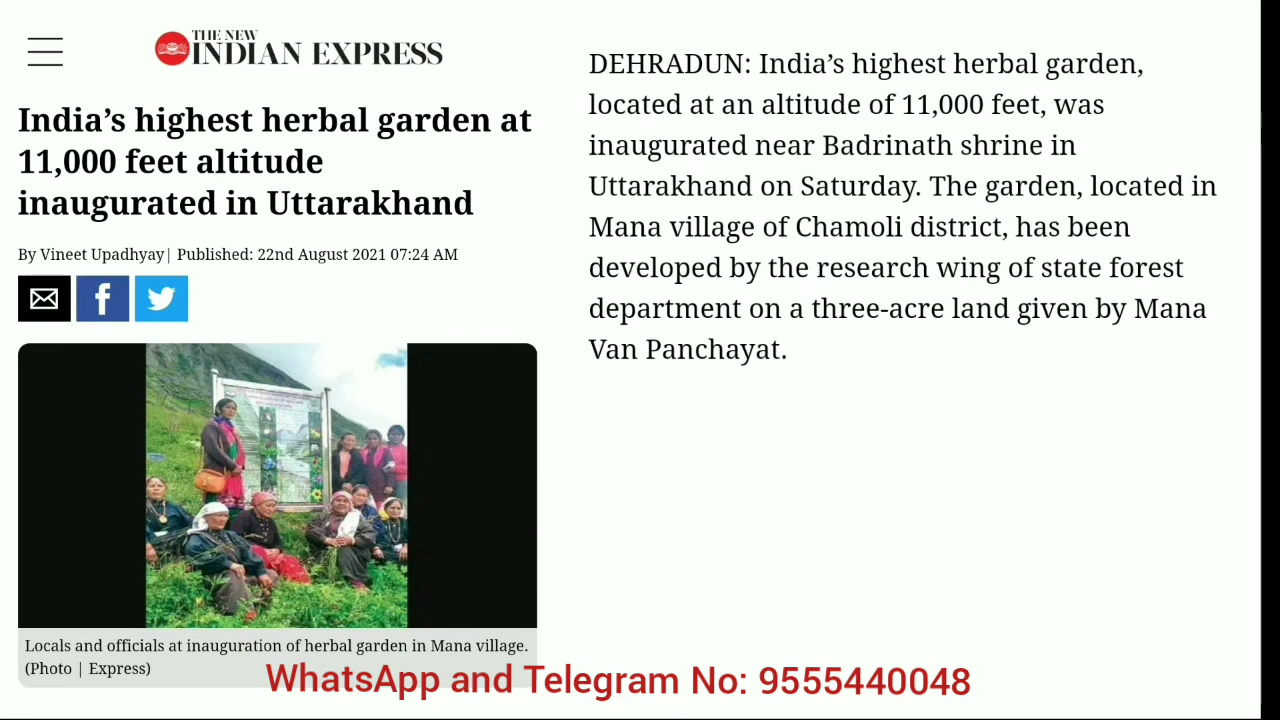 THE NEW
INDIAN EXPRESS
India's highest herbal garden at
11,000 feet altitude
inaugurated in Uttarakhand
By Vineet Upadhyay| Published: 22nd August 2021 07:24 AM
Locals and officials at inauguration of herbal garden in Mana village.
(Photo | Express)
DEHRADUN: India’s highest herbal garden,
located at an altitude of 11,000 feet, was
inaugurated near Badrinath shrine in
Uttarakhand on Saturday. The garden, located in
Mana village of Chamoli district, has been
developed by the research wing of state forest
department on a three-acre land given by Mana
Van Panchayat.
WhatsApp and Telegram No: 9555440048